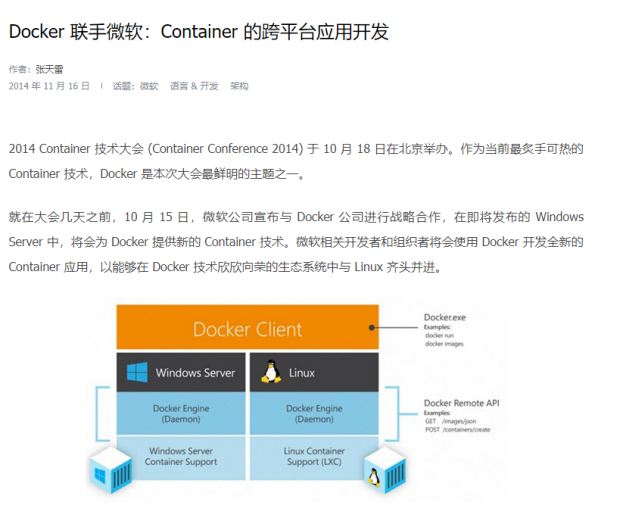 Docker 联手微软：Container 的跨平台应用开发
作者：张天雷
2014 年 11 月 16 日
话题：微软 语言 & 开发 架构
2014 Container 技术大会 (Container Conference 2014) 于 10 月 18 日在北京举办。作为当前最炙手可热的
Container 技术，Docker 是本次大会最鲜明的主题之一。
就在大会几天之前，10 月 15 日，微软公司宣布与 Docker 公司进行战略合作，在即将发布的 Windows
Server 中，将会为 Docker 提供新的 Container 技术。微软相关开发者和组织者将会使用 Docker 开发全新的
Container 应用，以能够在 Docker 技术欣欣向荣的生态系统中与 Linux 齐头并进。
Docker Client
Docker.exe
Examples:
docker run
docker images
Windows Server
Linux
Docker Engine
(Daemon)
Docker Engine
(Daemon)
Docker Remote API
Examples:
GET /images/json
POST /containers/create
Windows Server
Container Support
Linux Container
Support (LXC)